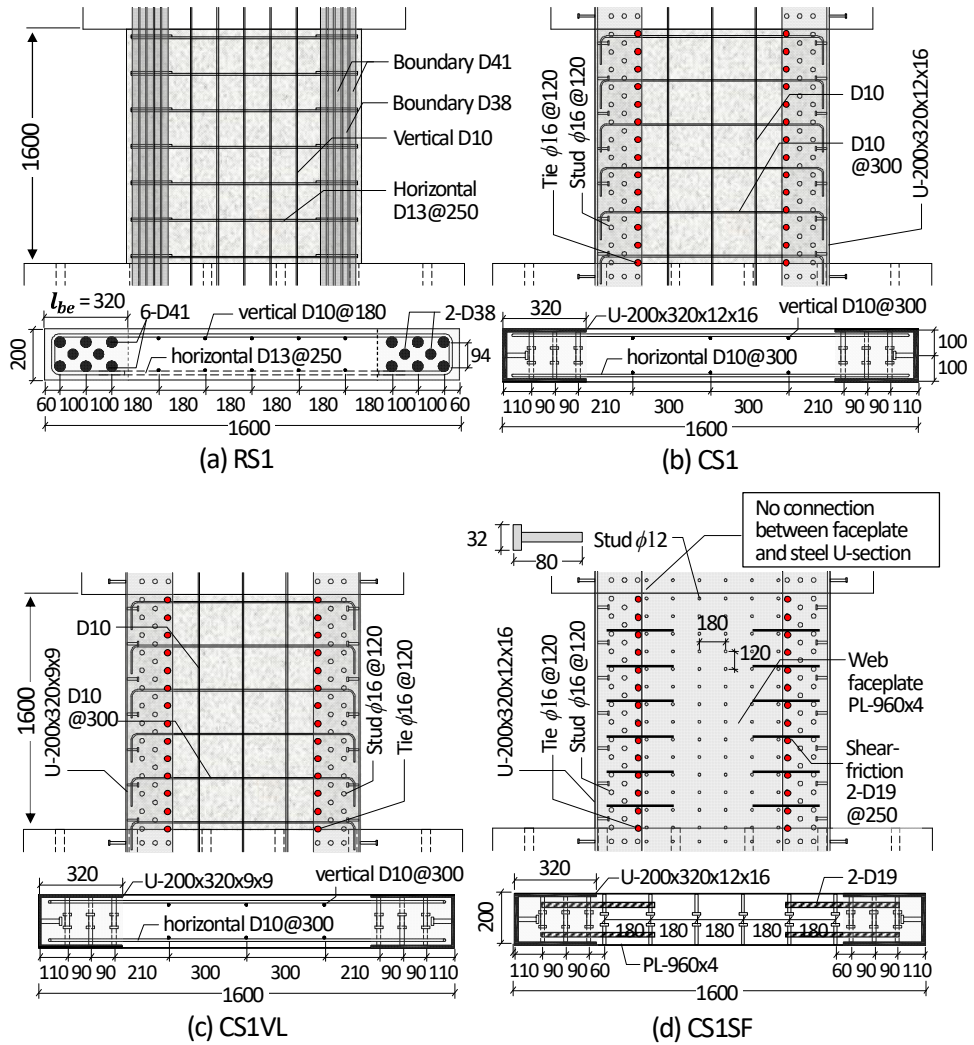 1600
Boundary D41
Boundary D38
Vertical D10
Horizontal
D13@250
l_be = 320
6-D41
vertical D10@180
2-D38
200
horizontal D13@250
94
60 100 100 180 180 180 180 180 100 100 60
1600
(a) RS1
Tie ϕ16 @120
Stud ϕ16 @120
D10
D10
@300
U-200x320x12x16
320
U-200x320x12x16
vertical D10@300
horizontal D10@300
100
100
110 90 90 210 300 300 210 90 90 110
1600
(b) CS1
1600
U-200x320x9x9
D10
D10
@300
Stud ϕ16 @120
Tie ϕ16 @120
320
U-200x320x9x9
vertical D10@300
horizontal D10@300
110 90 90 210 300 300 210 90 90 110
1600
(c) CS1VL
32
80
Stud ϕ12
No connection
between faceplate
and steel U-section
U-200x320x12x16
Tie ϕ16 @120
Stud ϕ16 @120
180
120
Web
faceplate
PL-960x4
Shear-
friction
2-D19
@250
320
U-200x320x12x16
2-D19
200
180 180 180 180 180
110 90 90 60
PL-960x4
60 90 90 110
1600
(d) CS1SF